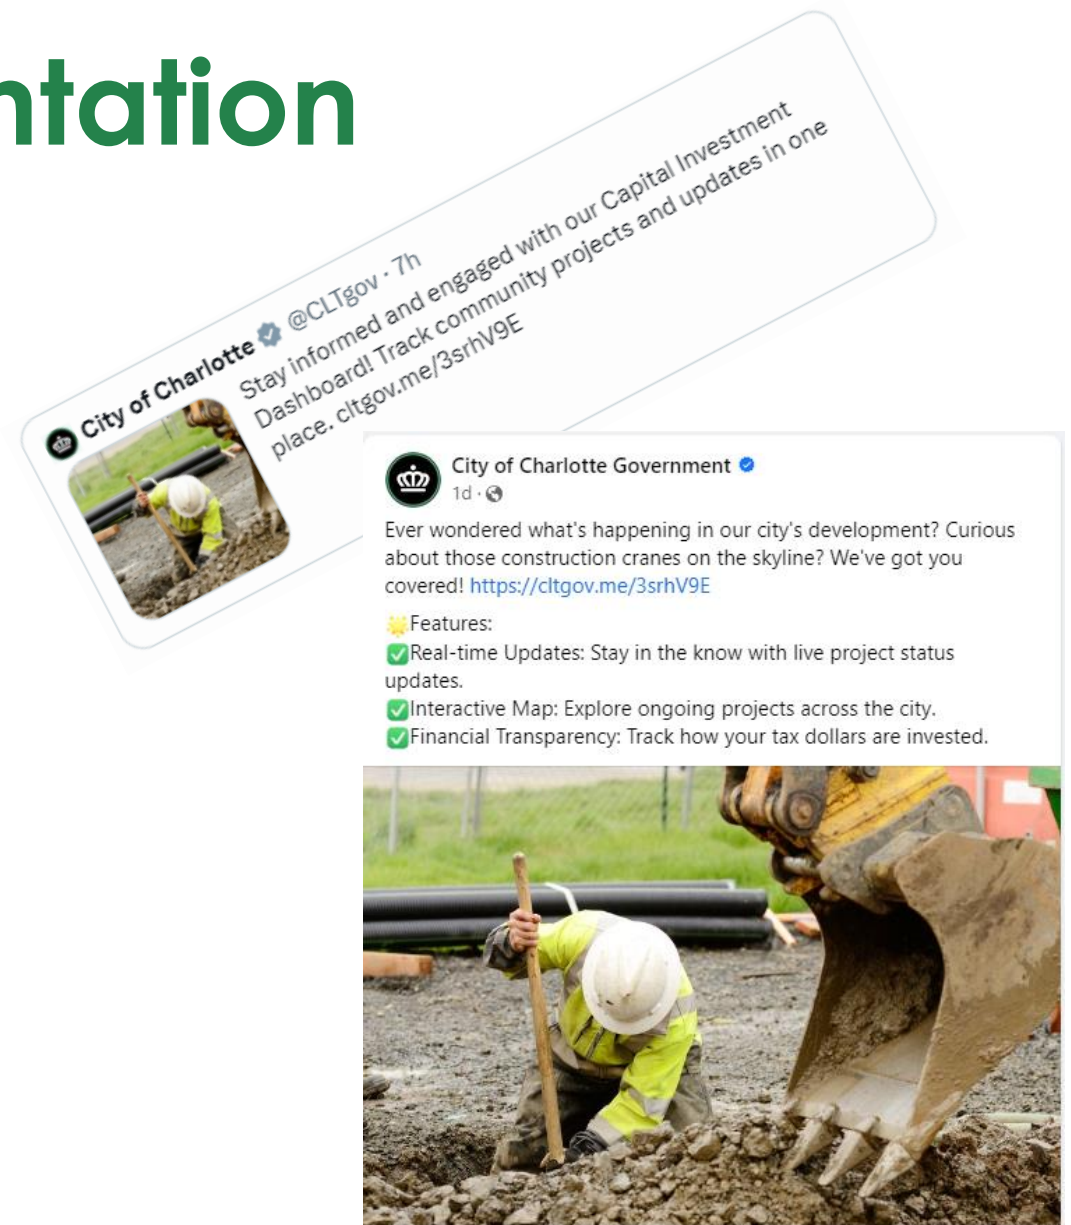 ntation
City of Charlotte @CLTgov · 7h
Stay informed and engaged with our Capital Investment
Dashboard! Track community projects and updates in one
place. cltgov.me/3srhV9E
City of Charlotte Government
1d ·
Ever wondered what's happening in our city's development? Curious
about those construction cranes on the skyline? We've got you
covered! https://cltgov.me/3srhV9E
🌟Features:
✅Real-time Updates: Stay in the know with live project status
updates.
✅Interactive Map: Explore ongoing projects across the city.
✅Financial Transparency: Track how your tax dollars are invested.